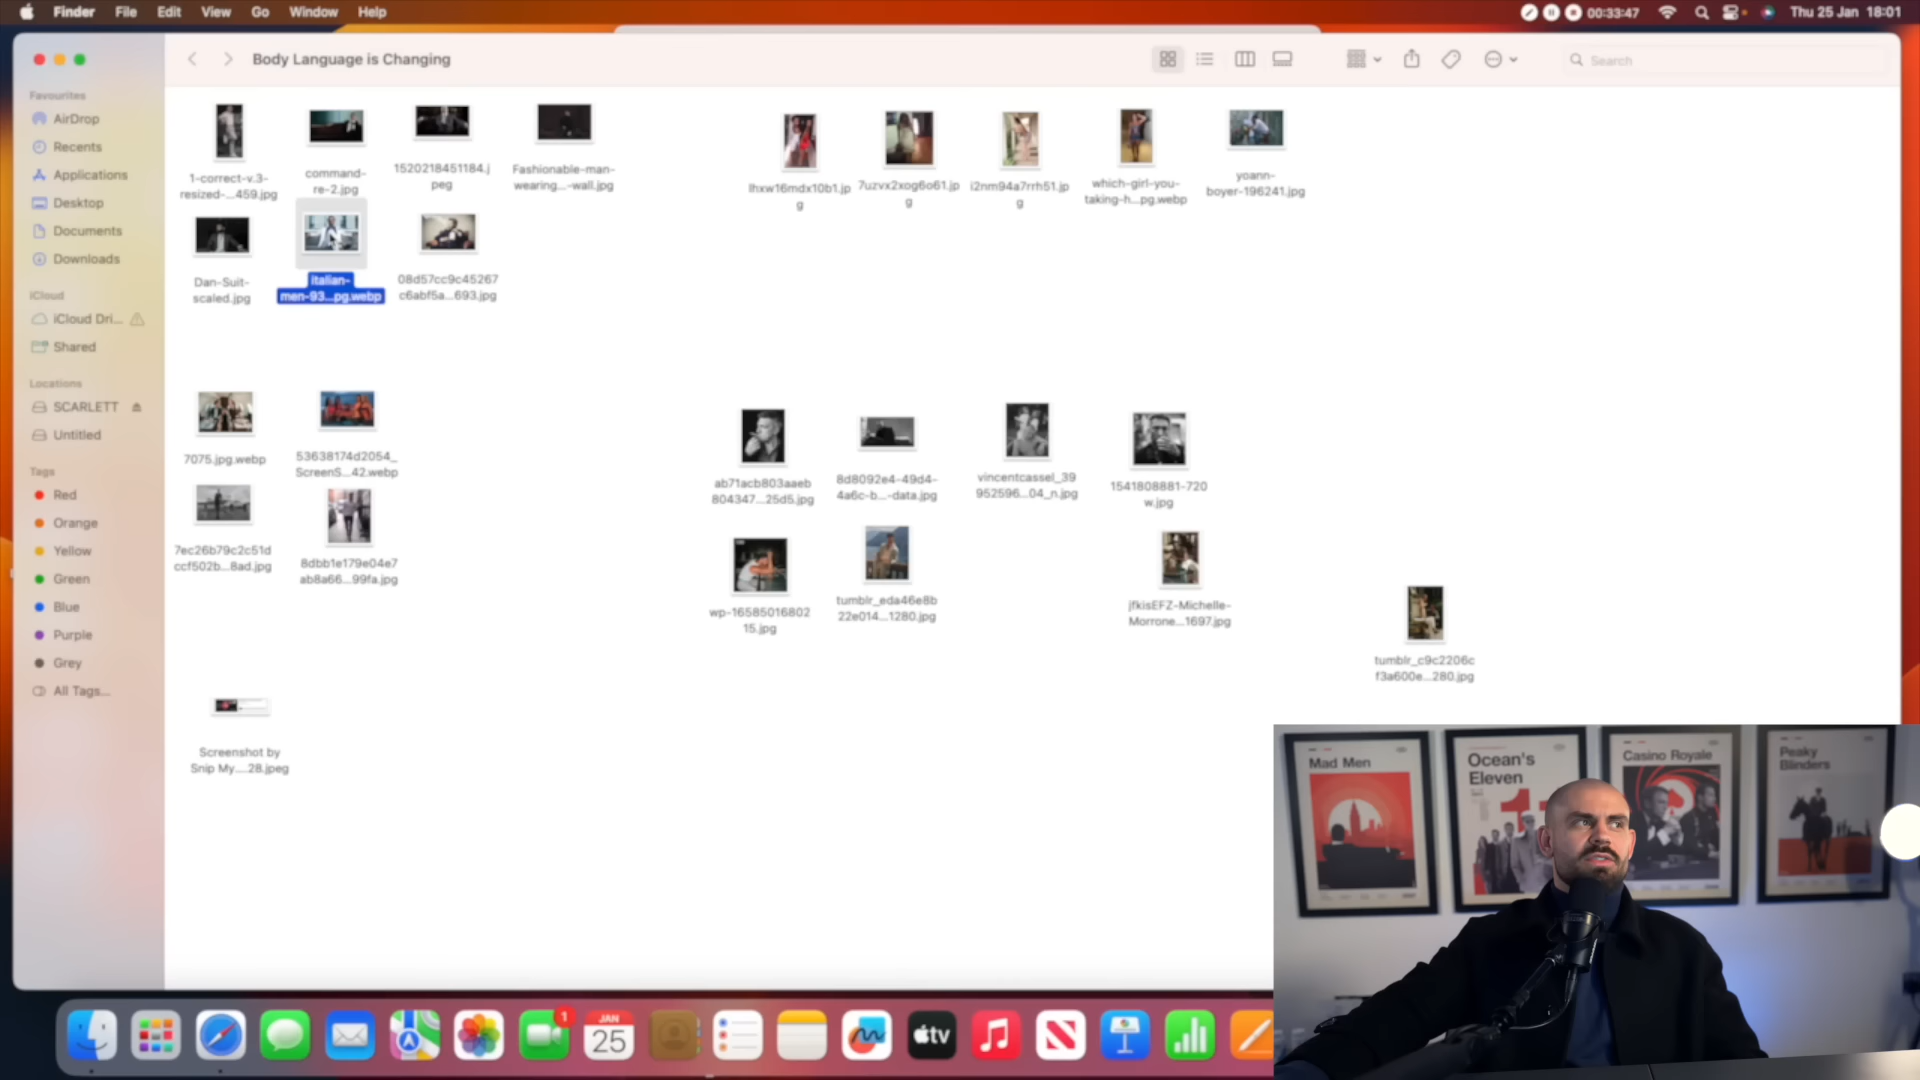 Finder File Edit View Go Window Help
00:33:47
Thu 25 Jan 18:01
Body Language is Changing
Search
Favourites
AirDrop
Recents
Applications
Desktop
Documents
Downloads
iCloud
iCloud Dri...
Shared
Locations
SCARLETT
Untitled
Tags
Red
Orange
Yellow
Green
Blue
Purple
Grey
All Tags...
1-correct-v.3-
resized-...459.jpg
command-
re-2.jpg
1520218451184.j
peg
Fashionable-man-
wearing...-wall.jpg
lhxw16mdx10b1.jp
g
7uzvx2xog6o61.jp
g
i2nm94a7rrh51.jp
g
which-girl-you-
taking-h...pg.webp
yoann-
boyer-196241.jpg
Dan-Suit-
scaled.jpg
italian-
men-93...pg.webp
08d57cc9c45267
c6abf5a...693.jpg
7075.jpg.webp
53638174d2054_
ScreenS...42.webp
ab71acb803aaeb
804347...25d5.jpg
8d8092e4-49d4-
4a6c-b...-data.jpg
vincentcassel_39
952596...04_n.jpg
1541808881-720
w.jpg
7ec26b79c2c51d
ccf502b...8ad.jpg
8dbb1e179e04e7
ab8a66...99fa.jpg
wp-16585016802
15.jpg
tumblr_eda46e8b
22e014...1280.jpg
jfkisEFZ-Michelle-
Morrone...1697.jpg
tumblr_c9c2206c
f3a600e...280.jpg
Screenshot by
Snip My....28.jpeg
Mad Men
Ocean's
Eleven
Casino Royale
Peaky
Blinders
1
JAN
25
tv